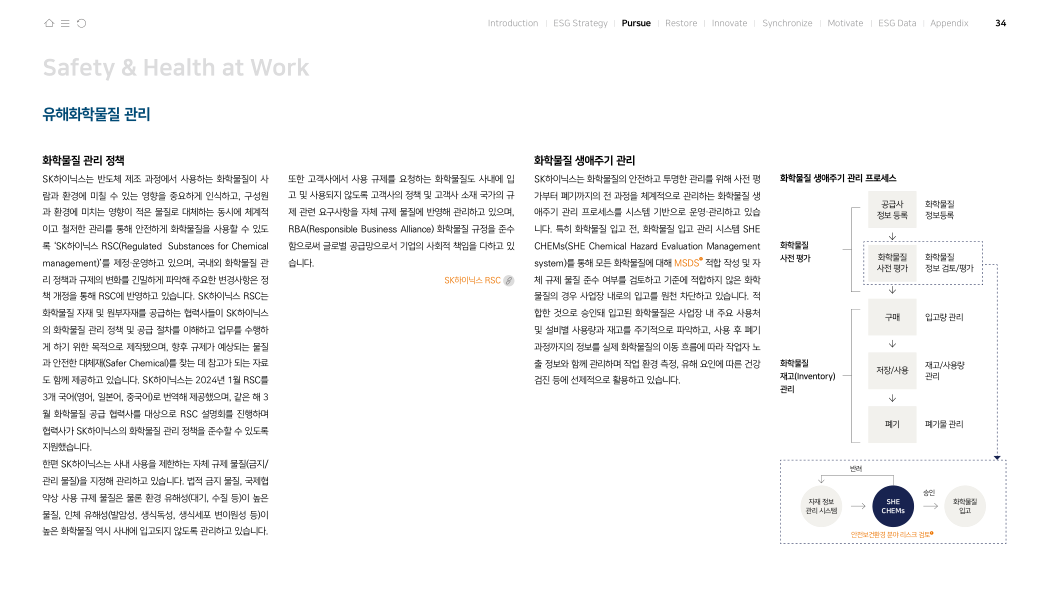 Introduction | ESG Strategy | Pursue | Restore | Innovate | Synchronize | Motivate | ESG Data | Appendix 34
Safety & Health at Work
유해화학물질 관리
화학물질 관리 정책
SK하이닉스는 반도체 제조 과정에서 사용하는 화학물질이 사
람과 환경에 미칠 수 있는 영향을 중요하게 인식하고, 구성원
과 환경에 미치는 영향이 적은 물질로 대체하는 동시에 체계적
이고 철저한 관리를 통해 안전하게 화학물질을 사용할 수 있도
록 ‘SK하이닉스 RSC(Regulated Substances for Chemical
management)’를 제정·운영하고 있으며, 국내외 화학물질 관
리 정책과 규제의 변화를 긴밀하게 파악해 주요한 변경사항은 정
책 개정을 통해 RSC에 반영하고 있습니다. SK하이닉스 RSC는
화학물질 자재 및 원부자재를 공급하는 협력사들이 SK하이닉스
의 화학물질 관리 정책 및 공급 절차를 이해하고 업무를 수행하
게 하기 위한 목적으로 제작됐으며, 향후 규제가 예상되는 물질
과 안전한 대체재(Safer Chemical)를 찾는 데 참고가 되는 자료
도 함께 제공하고 있습니다. SK하이닉스는 2024년 1월 RSC를
3개 국어(영어, 일본어, 중국어)로 번역해 제공했으며, 같은 해 3
월 화학물질 공급 협력사를 대상으로 RSC 설명회를 진행하며
협력사가 SK하이닉스의 화학물질 관리 정책을 준수할 수 있도록
지원했습니다.
한편 SK하이닉스는 사내 사용을 제한하는 자체 규제 물질(금지/
관리 물질)을 지정해 관리하고 있습니다. 법적 금지 물질, 국제협
약상 사용 규제 물질은 물론 환경 유해성(대기, 수질 등)이 높은
물질, 인체 유해성(발암성, 생식독성, 생식세포 변이원성 등)이
높은 화학물질 역시 사내에 입고되지 않도록 관리하고 있습니다.
또한 고객사에서 사용 규제를 요청하는 화학물질도 사내에 입
고 및 사용되지 않도록 고객사의 정책 및 고객사 소재 국가의 규
제 관련 요구사항을 자체 규제 물질에 반영해 관리하고 있으며,
RBA(Responsible Business Alliance) 화학물질 규정을 준수
함으로써 글로벌 공급망으로서 기업의 사회적 책임을 다하고 있
습니다.
SK하이닉스 RSC
화학물질 생애주기 관리
SK하이닉스는 화학물질의 안전하고 투명한 관리를 위해 사전 평
가부터 폐기까지의 전 과정을 체계적으로 관리하는 화학물질 생
애주기 관리 프로세스를 시스템 기반으로 운영·관리하고 있습
니다. 특히 화학물질 입고 전, 화학물질 입고 관리 시스템 SHE
CHEMs(SHE Chemical Hazard Evaluation Management
system)를 통해 모든 화학물질에 대해 MSDS 적합 작성 및 자
체 규제 물질 준수 여부를 검토하고 기준에 적합하지 않은 화학
물질의 경우 사업장 내로의 입고를 원천 차단하고 있습니다. 적
합한 것으로 승인돼 입고된 화학물질은 사업장 내 주요 사용처
및 설비별 사용량과 재고를 주기적으로 파악하고, 사용 후 폐기
과정까지의 정보를 실제 화학물질의 이동 흐름에 따라 작업자 노
출 정보와 함께 관리하며 작업 환경 측정, 유해 요인에 따른 건강
검진 등에 선제적으로 활용하고 있습니다.
화학물질 생애주기 관리 프로세스
화학물질
사전 평가
공급사
정보 등록
화학물질
정보등록
화학물질
사전 평가
화학물질
정보 검토/평가
화학물질
재고(Inventory)
관리
구매
입고량 관리
저장/사용
재고/사용량
관리
폐기
폐기물 관리
반려
자재 정보
관리 시스템
SHE
CHEMs
승인
화학물질
입고
안전보건환경 분야 리스크 검토